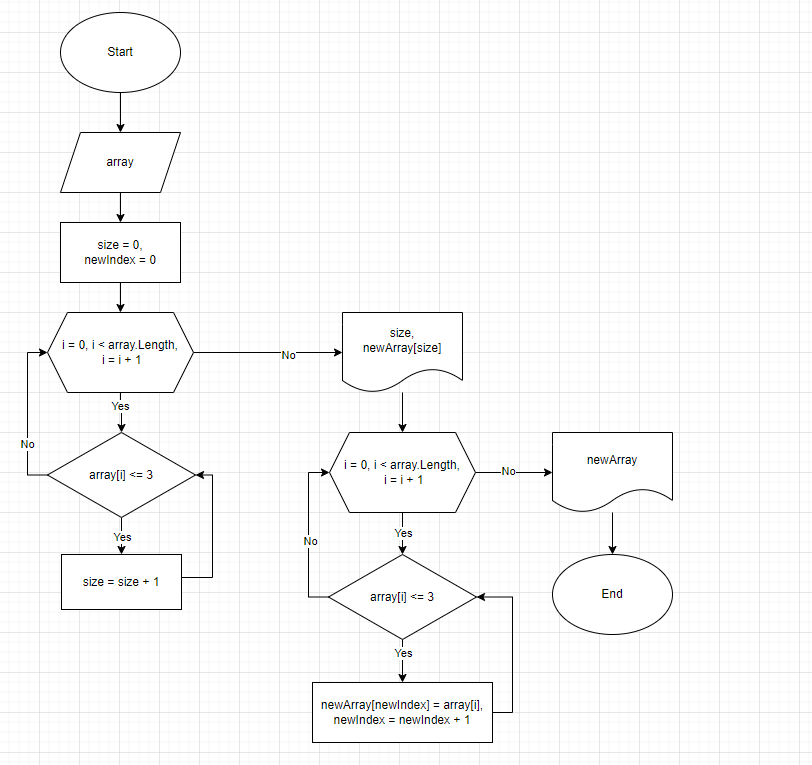 Start
array
size = 0,
newIndex = 0
i = 0, i < array.Length,
i = i + 1
No
size,
newArray[size]
Yes
No
array[i] <= 3
Yes
size = size + 1
i = 0, i < array.Length,
i = i + 1
No
newArray
Yes
No
array[i] <= 3
End
Yes
newArray[newIndex] = array[i],
newIndex = newIndex + 1